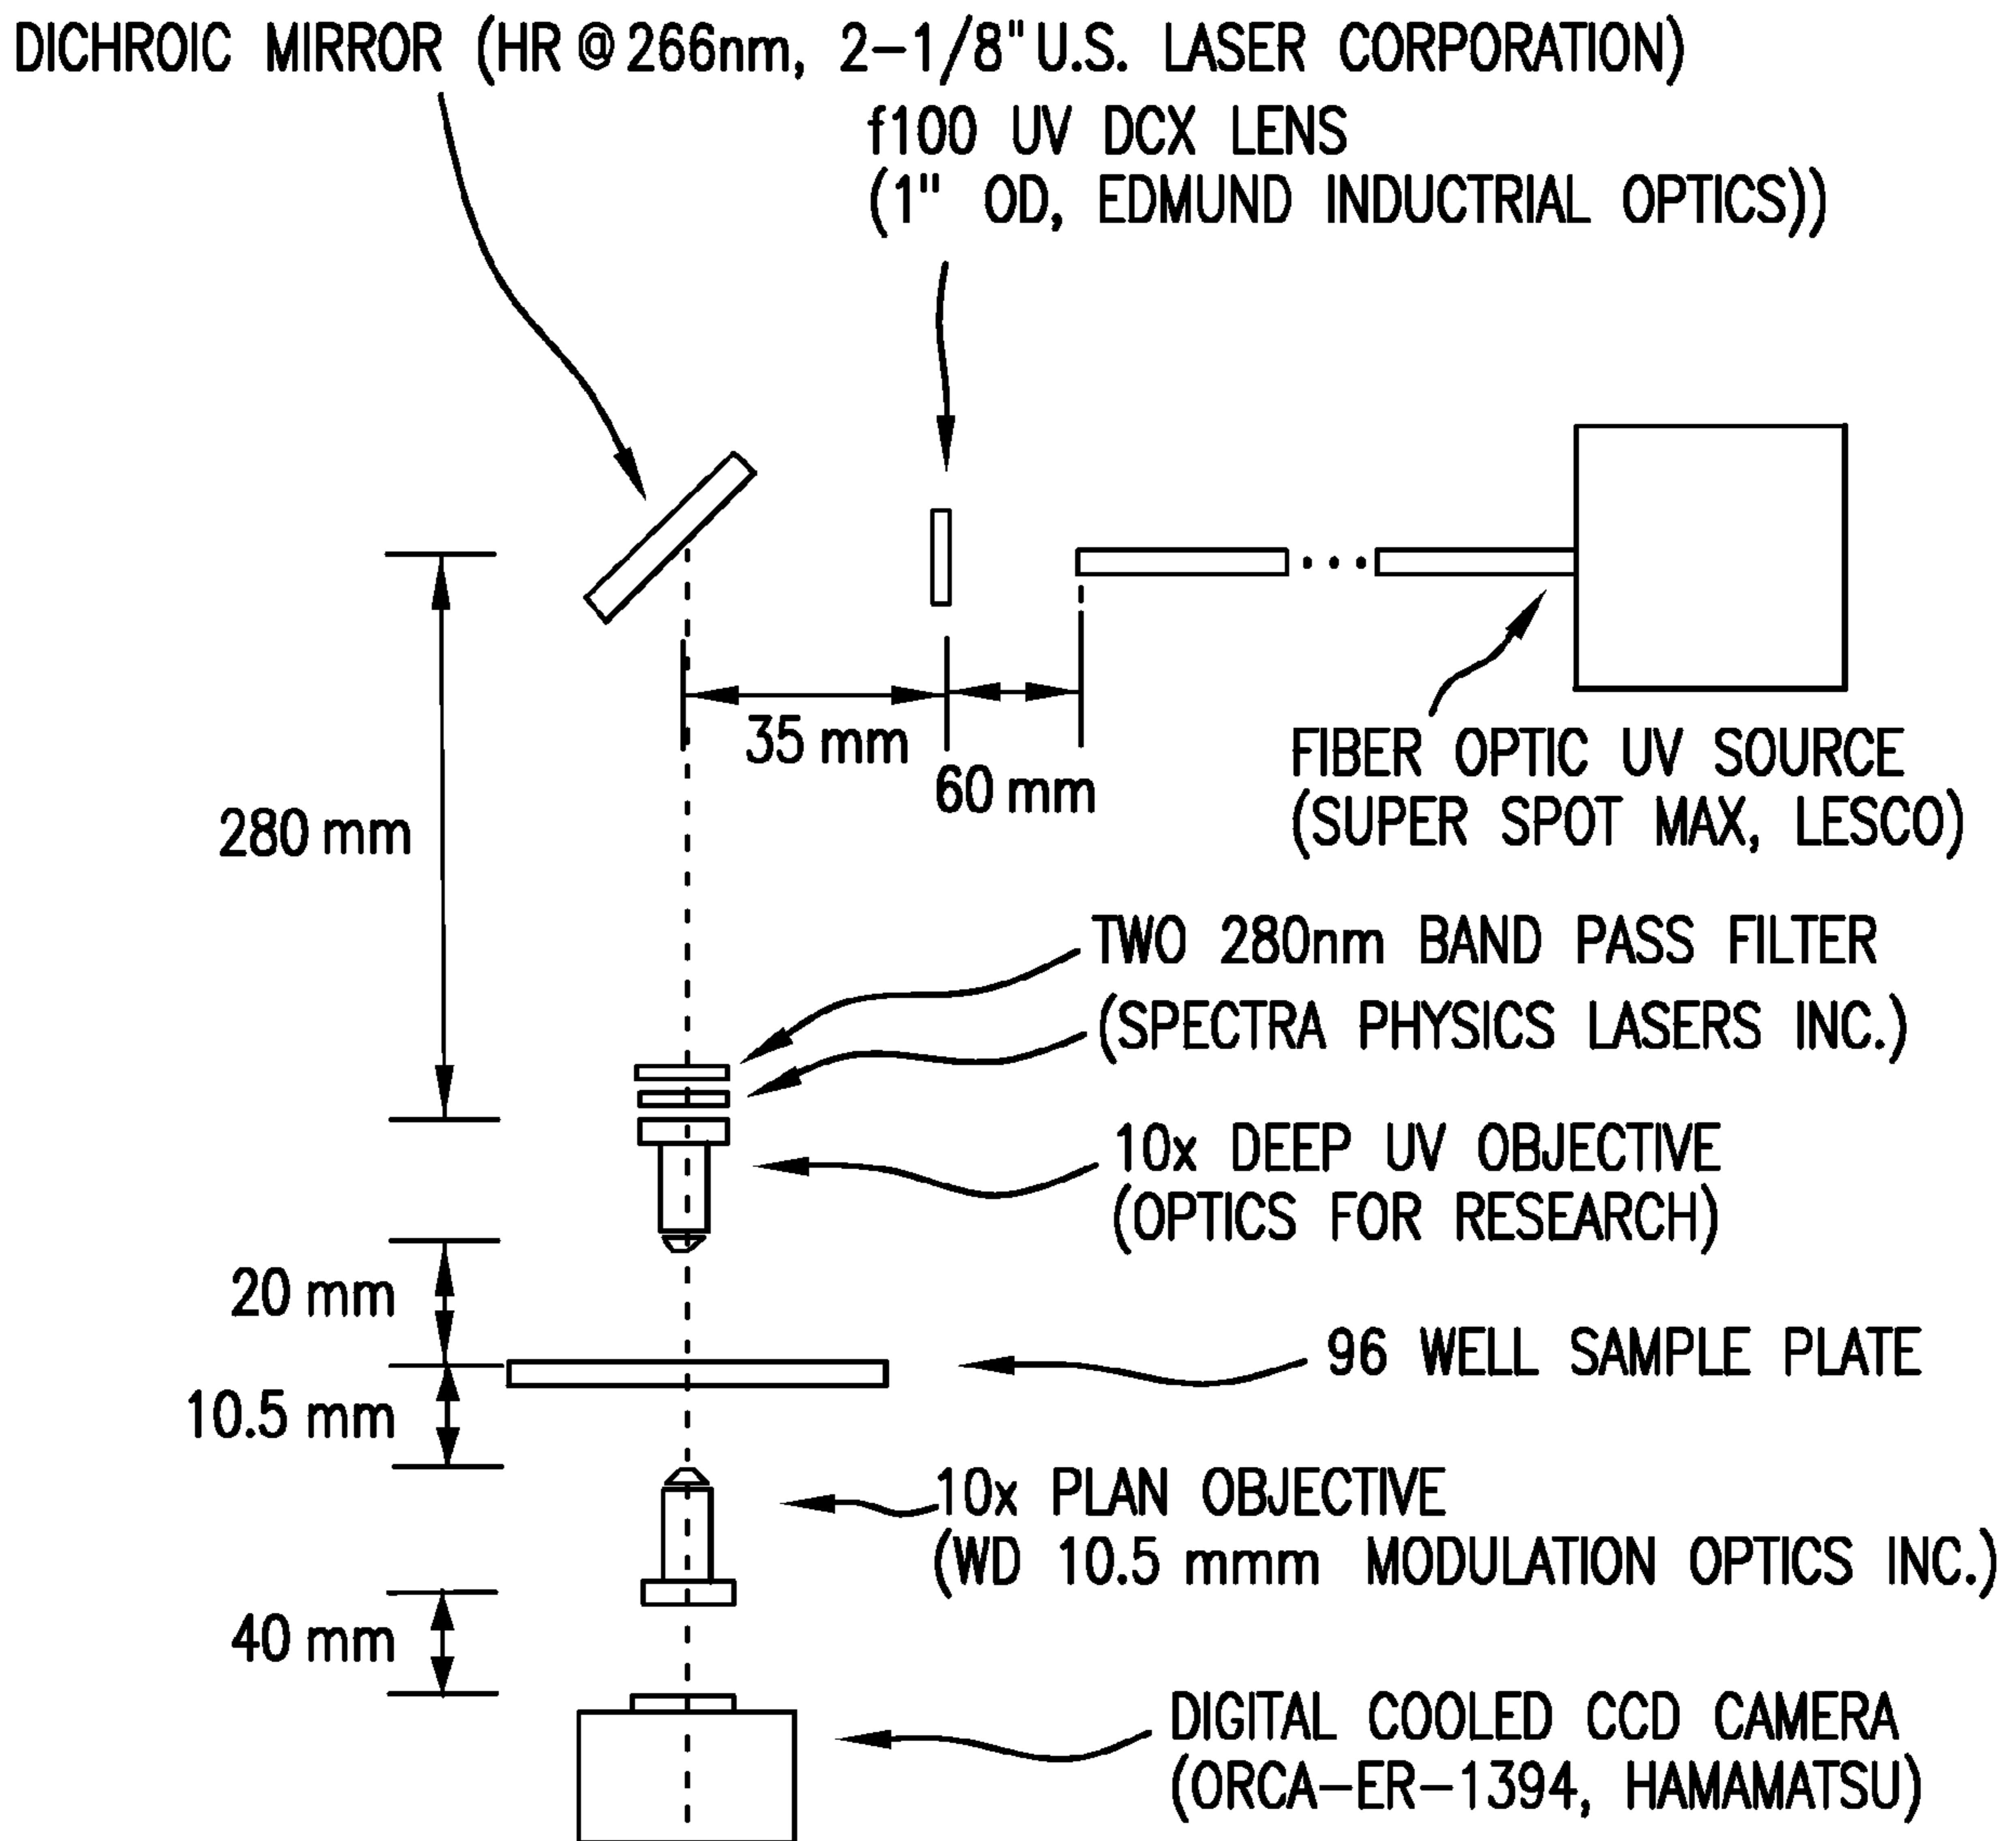 DICHROIC MIRROR (HR @ 266nm, 2-1/8" U.S. LASER CORPORATION)
f100 UV DCX LENS
(1" OD, EDMUND INDUCTRIAL OPTICS))
35 mm
60 mm
FIBER OPTIC UV SOURCE
(SUPER SPOT MAX, LESCO)
280 mm
TWO 280nm BAND PASS FILTER
(SPECTRA PHYSICS LASERS INC.)
10x DEEP UV OBJECTIVE
(OPTICS FOR RESEARCH)
20 mm
96 WELL SAMPLE PLATE
10.5 mm
10x PLAN OBJECTIVE
(WD 10.5 mmm MODULATION OPTICS INC.)
40 mm
DIGITAL COOLED CCD CAMERA
(ORCA-ER-1394, HAMAMATSU)